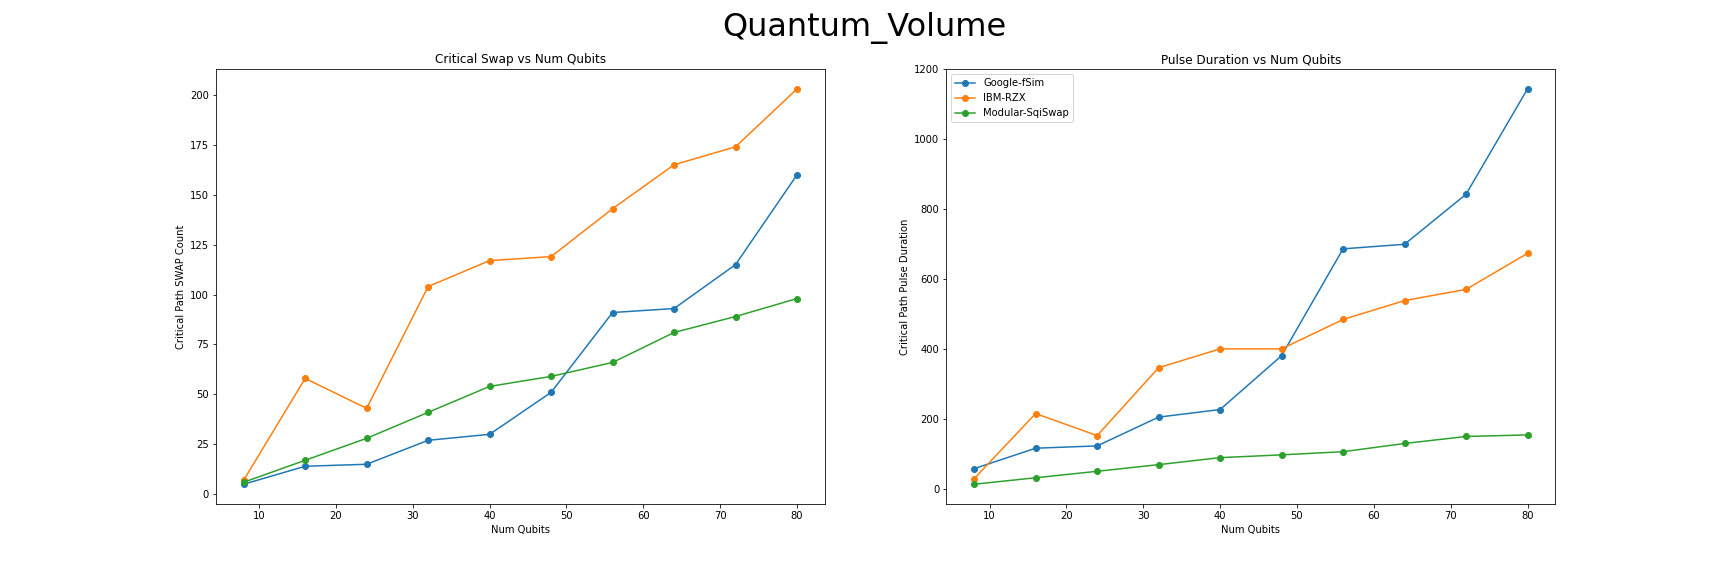 Quantum_Volume
Critical Swap vs Num Qubits
Critical Path SWAP Count
200
175
150
125
100
75
50
25
0
10 20 30 40 50 60 70 80
Num Qubits
Pulse Duration vs Num Qubits
Google-fSim
IBM-RZX
Modular-SqiSwap
Critical Path Pulse Duration
1200
1000
800
600
400
200
0
10 20 30 40 50 60 70 80
Num Qubits